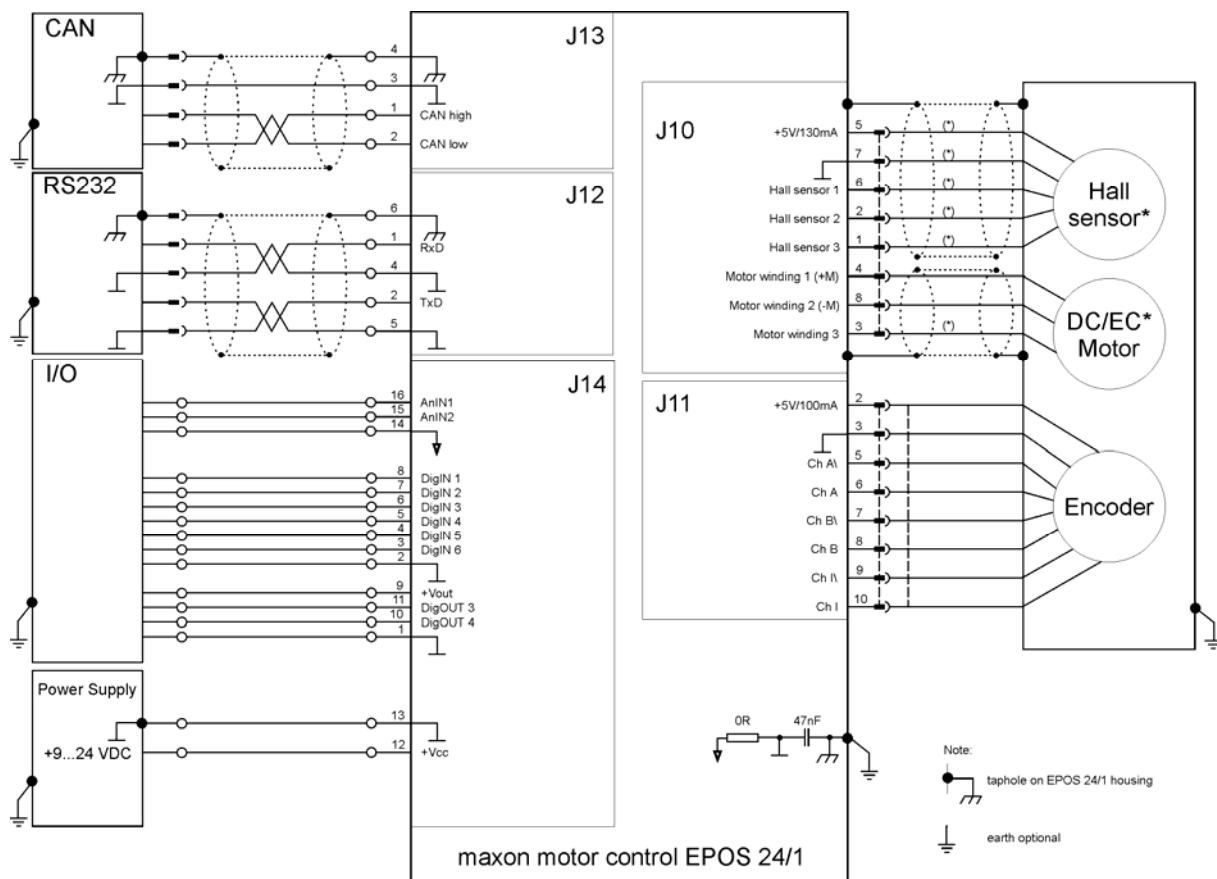 CAN
J13
4
3
1 CAN high
2 CAN low
RS232
J12
6
1 RxD
4
2 TxD
5
I/O
J14
16 AnIN1
15 AnIN2
14
8 DigIN 1
7 DigIN 2
6 DigIN 3
5 DigIN 4
4 DigIN 5
3 DigIN 6
2
9 +Vout
11 DigOUT 3
10 DigOUT 4
1
Power Supply
+9...24 VDC
13
12 +Vcc
J10
+5V/130mA 5 (*)
7 (*)
Hall sensor 1 6 (*)
Hall sensor 2 2 (*)
Hall sensor 3 1 (*)
Motor winding 1 (+M) 4
Motor winding 2 (-M) 8
Motor winding 3 3 (*)
Hall
sensor*
DC/EC*
Motor
J11
+5V/100mA 2
3
Ch A\ 5
Ch A 6
Ch B\ 7
Ch B 8
Ch I\ 9
Ch I 10
Encoder
0R 47nF
Note:
taphole on EPOS 24/1 housing
earth optional
maxon motor control EPOS 24/1